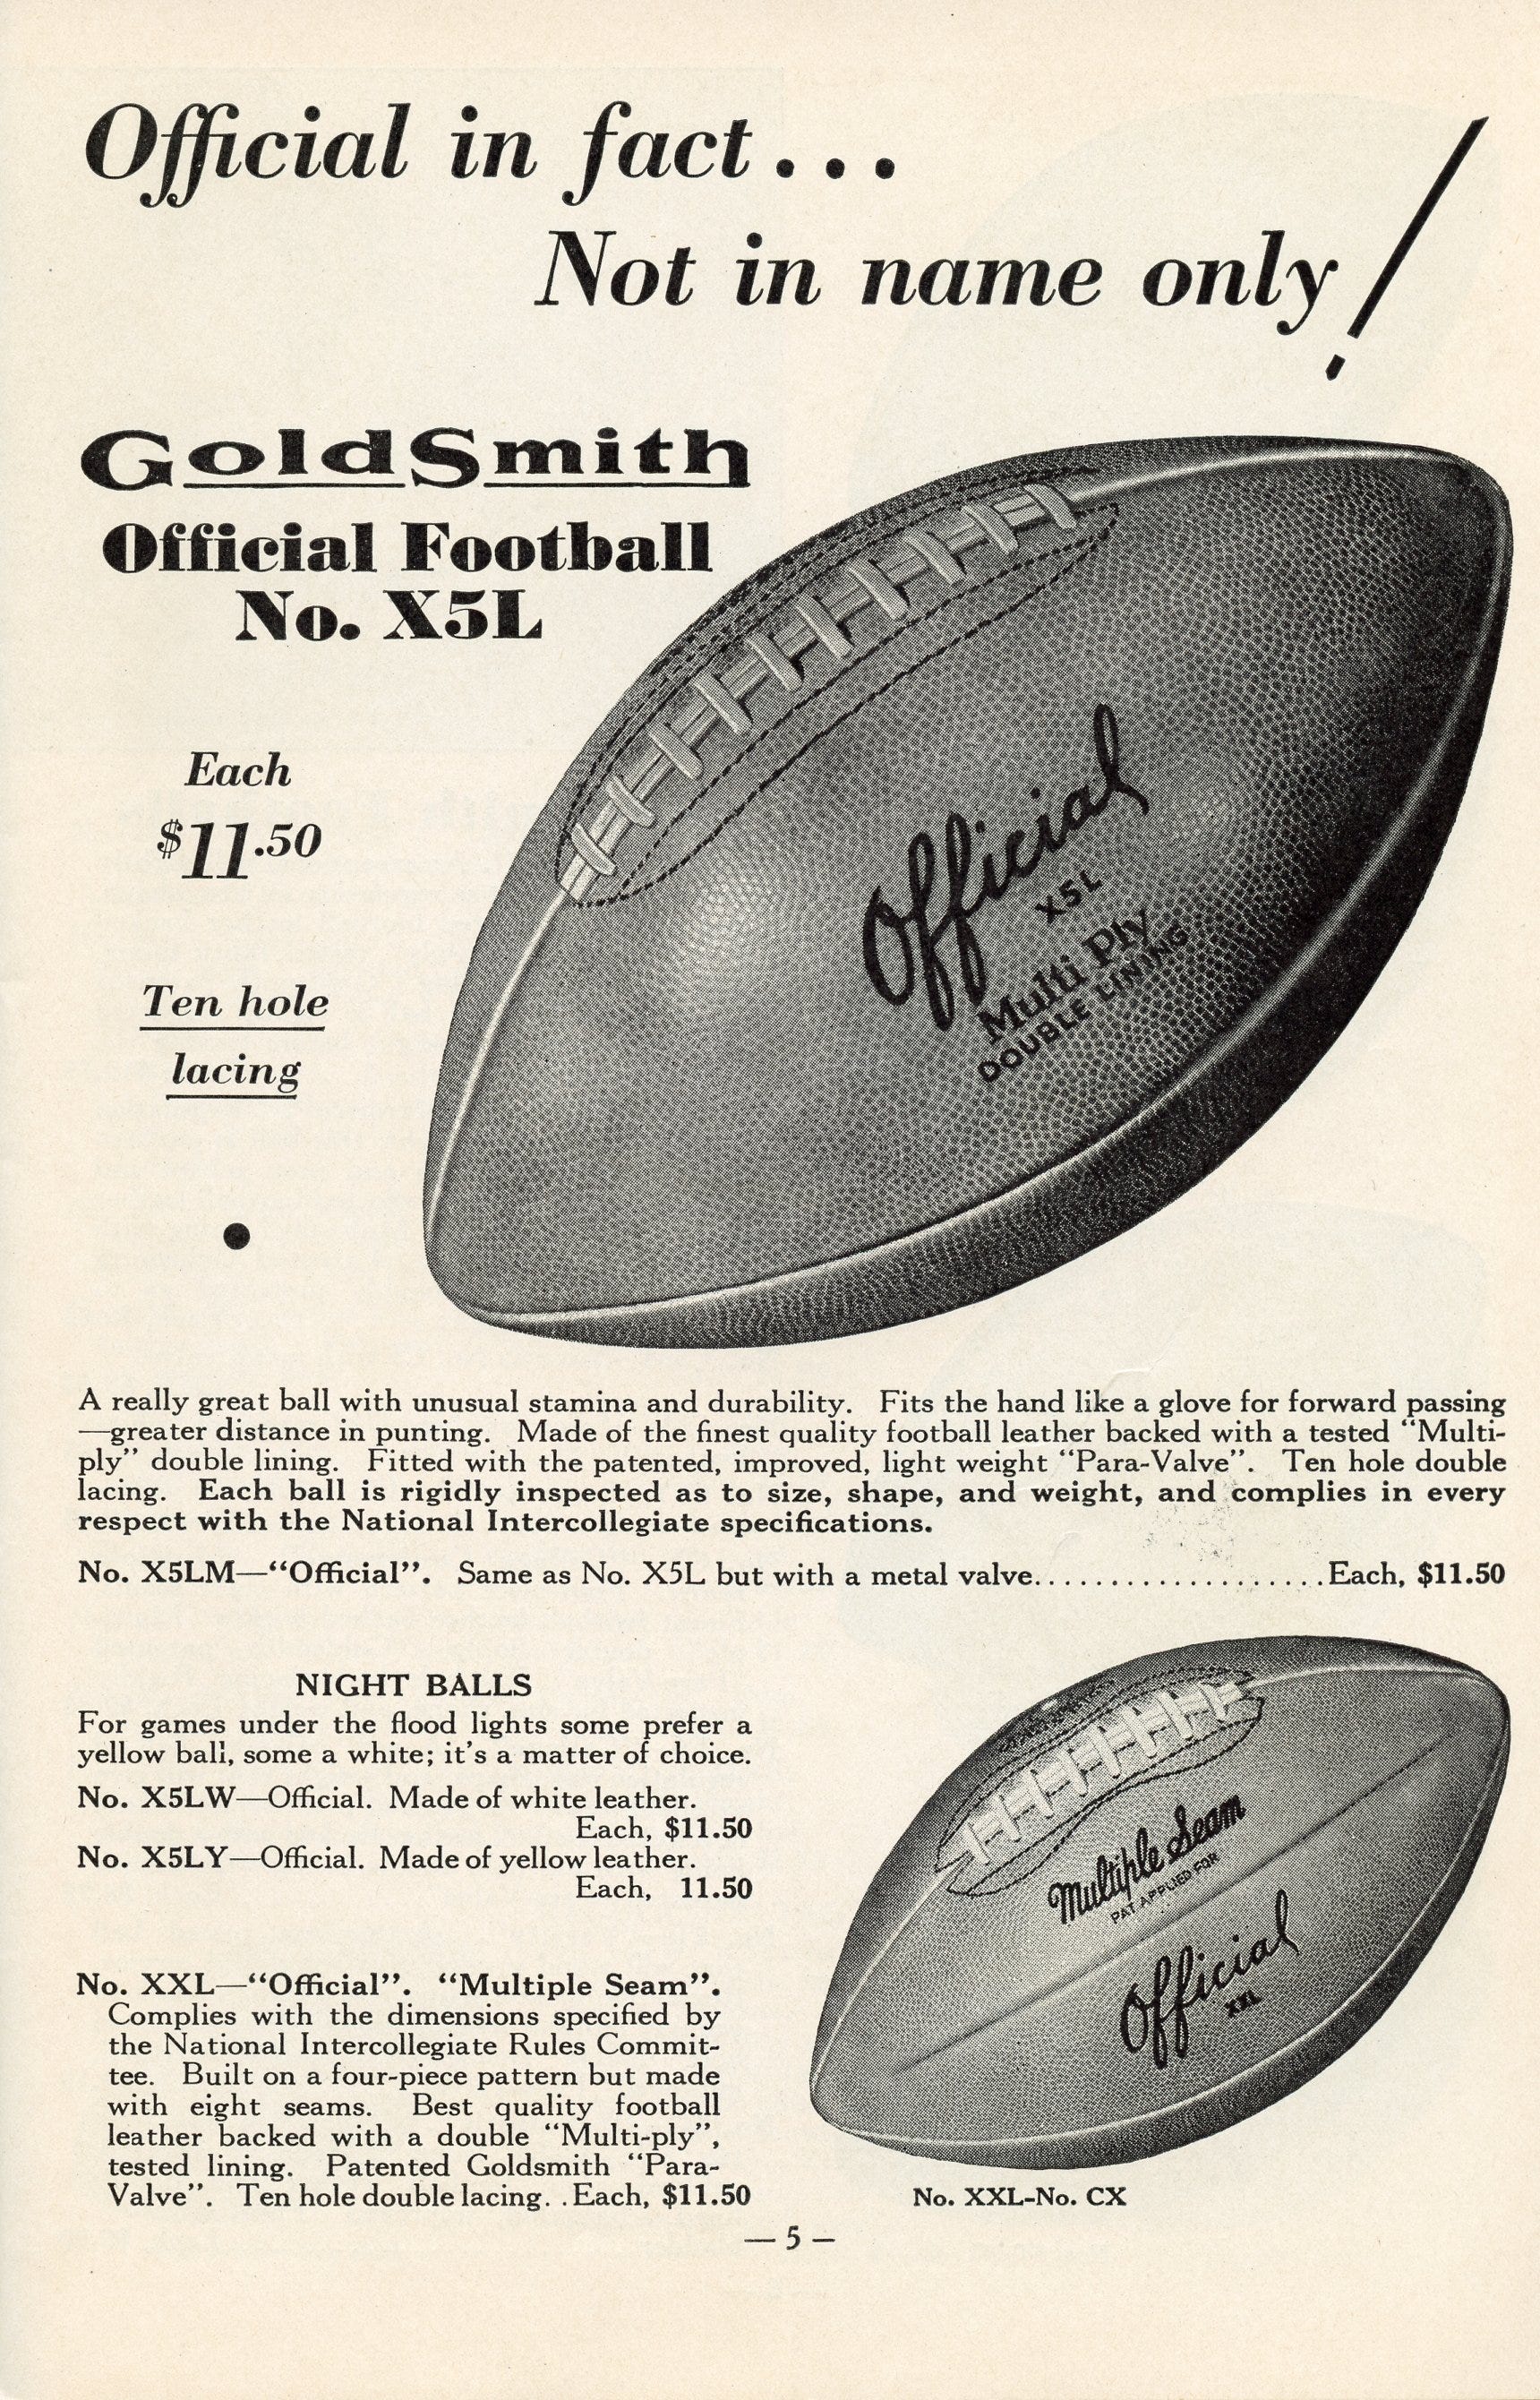 Official in fact...
Not in name only!
GoldSmith
Official Football
No. X5L
Each
$11.50
Ten hole
lacing
Official
X5L
Multi Ply
DOUBLE LINING
A really great ball with unusual stamina and durability. Fits the hand like a glove for forward passing
—greater distance in punting. Made of the finest quality football leather backed with a tested "Multi-
ply" double lining. Fitted with the patented, improved, light weight "Para-Valve". Ten hole double
lacing. Each ball is rigidly inspected as to size, shape, and weight, and complies in every
respect with the National Intercollegiate specifications.
No. X5LM—"Official". Same as No. X5L but with a metal valve....................Each, $11.50
NIGHT BALLS
For games under the flood lights some prefer a
yellow ball, some a white; it's a matter of choice.
No. X5LW—Official. Made of white leather.
Each, $11.50
No. X5LY—Official. Made of yellow leather.
Each, 11.50
No. XXL—"Official". "Multiple Seam".
Complies with the dimensions specified by
the National Intercollegiate Rules Commit-
tee. Built on a four-piece pattern but made
with eight seams. Best quality football
leather backed with a double "Multi-ply",
tested lining. Patented Goldsmith "Para-
Valve". Ten hole double lacing. .Each, $11.50
Multiple Seam
PAT APPLIED FOR
Official
XXL
No. XXL-No. CX
— 5 —